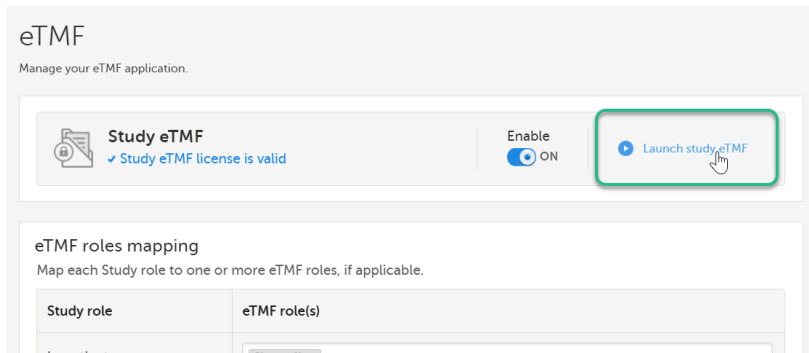 eTMF
Manage your eTMF application.
Study eTMF
✓ Study eTMF license is valid
Enable
ON
Launch study eTMF
eTMF roles mapping
Map each Study role to one or more eTMF roles, if applicable.
Study role eTMF role(s)